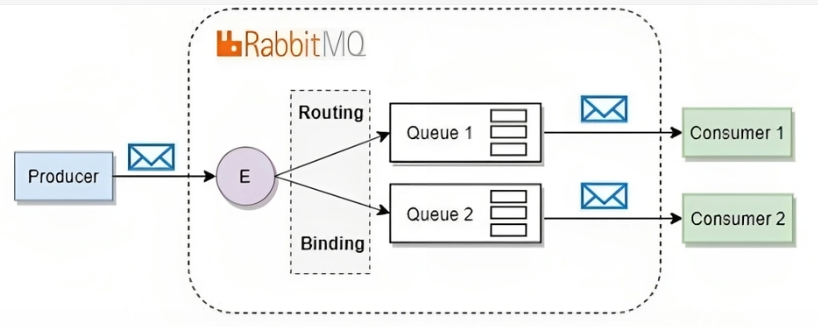 RabbitMQ
Routing
Queue 1
Consumer 1
Producer
E
Queue 2
Consumer 2
Binding